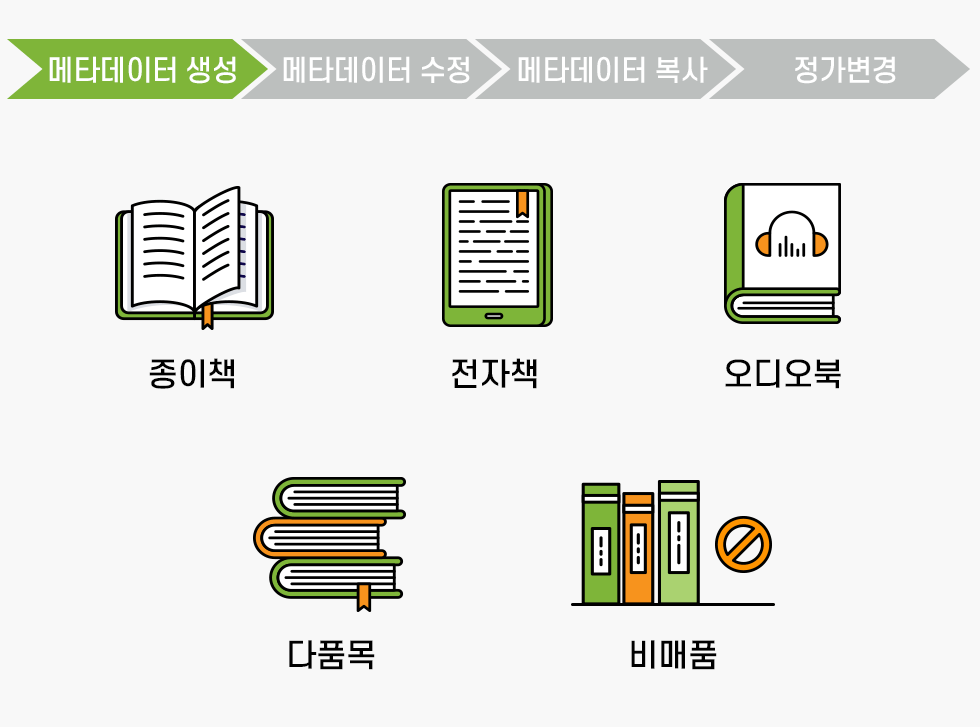 메타데이터 생성
메타데이터 수정
메타데이터 복사
정가변경
종이책
전자책
오디오북
다품목
비매품